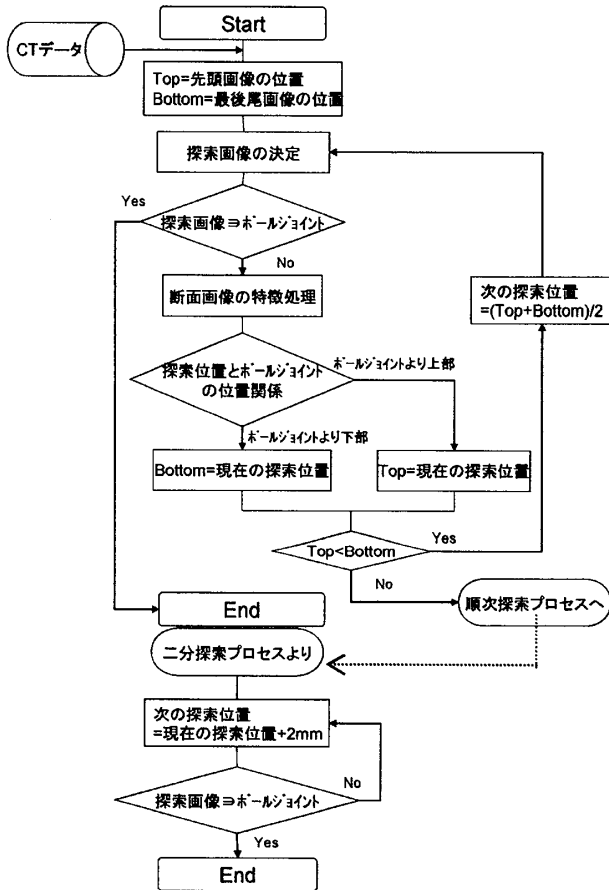 Start
CTデータ
Top=先頭画像の位置
Bottom=最後尾画像の位置
探索画像の決定
Yes
探索画像⇒ﾎﾞｰﾙｼﾞｮｲﾝﾄ
No
断面画像の特徴処理
次の探索位置
=(Top+Bottom)/2
探索位置とﾎﾞｰﾙｼﾞｮｲﾝﾄ
の位置関係
ﾎﾞｰﾙｼﾞｮｲﾝﾄより上部
ﾎﾞｰﾙｼﾞｮｲﾝﾄより下部
Bottom=現在の探索位置
Top=現在の探索位置
Top<Bottom
Yes
No
順次探索プロセスへ
End
二分探索プロセスより
次の探索位置
=現在の探索位置+2mm
No
探索画像⇒ﾎﾞｰﾙｼﾞｮｲﾝﾄ
Yes
End